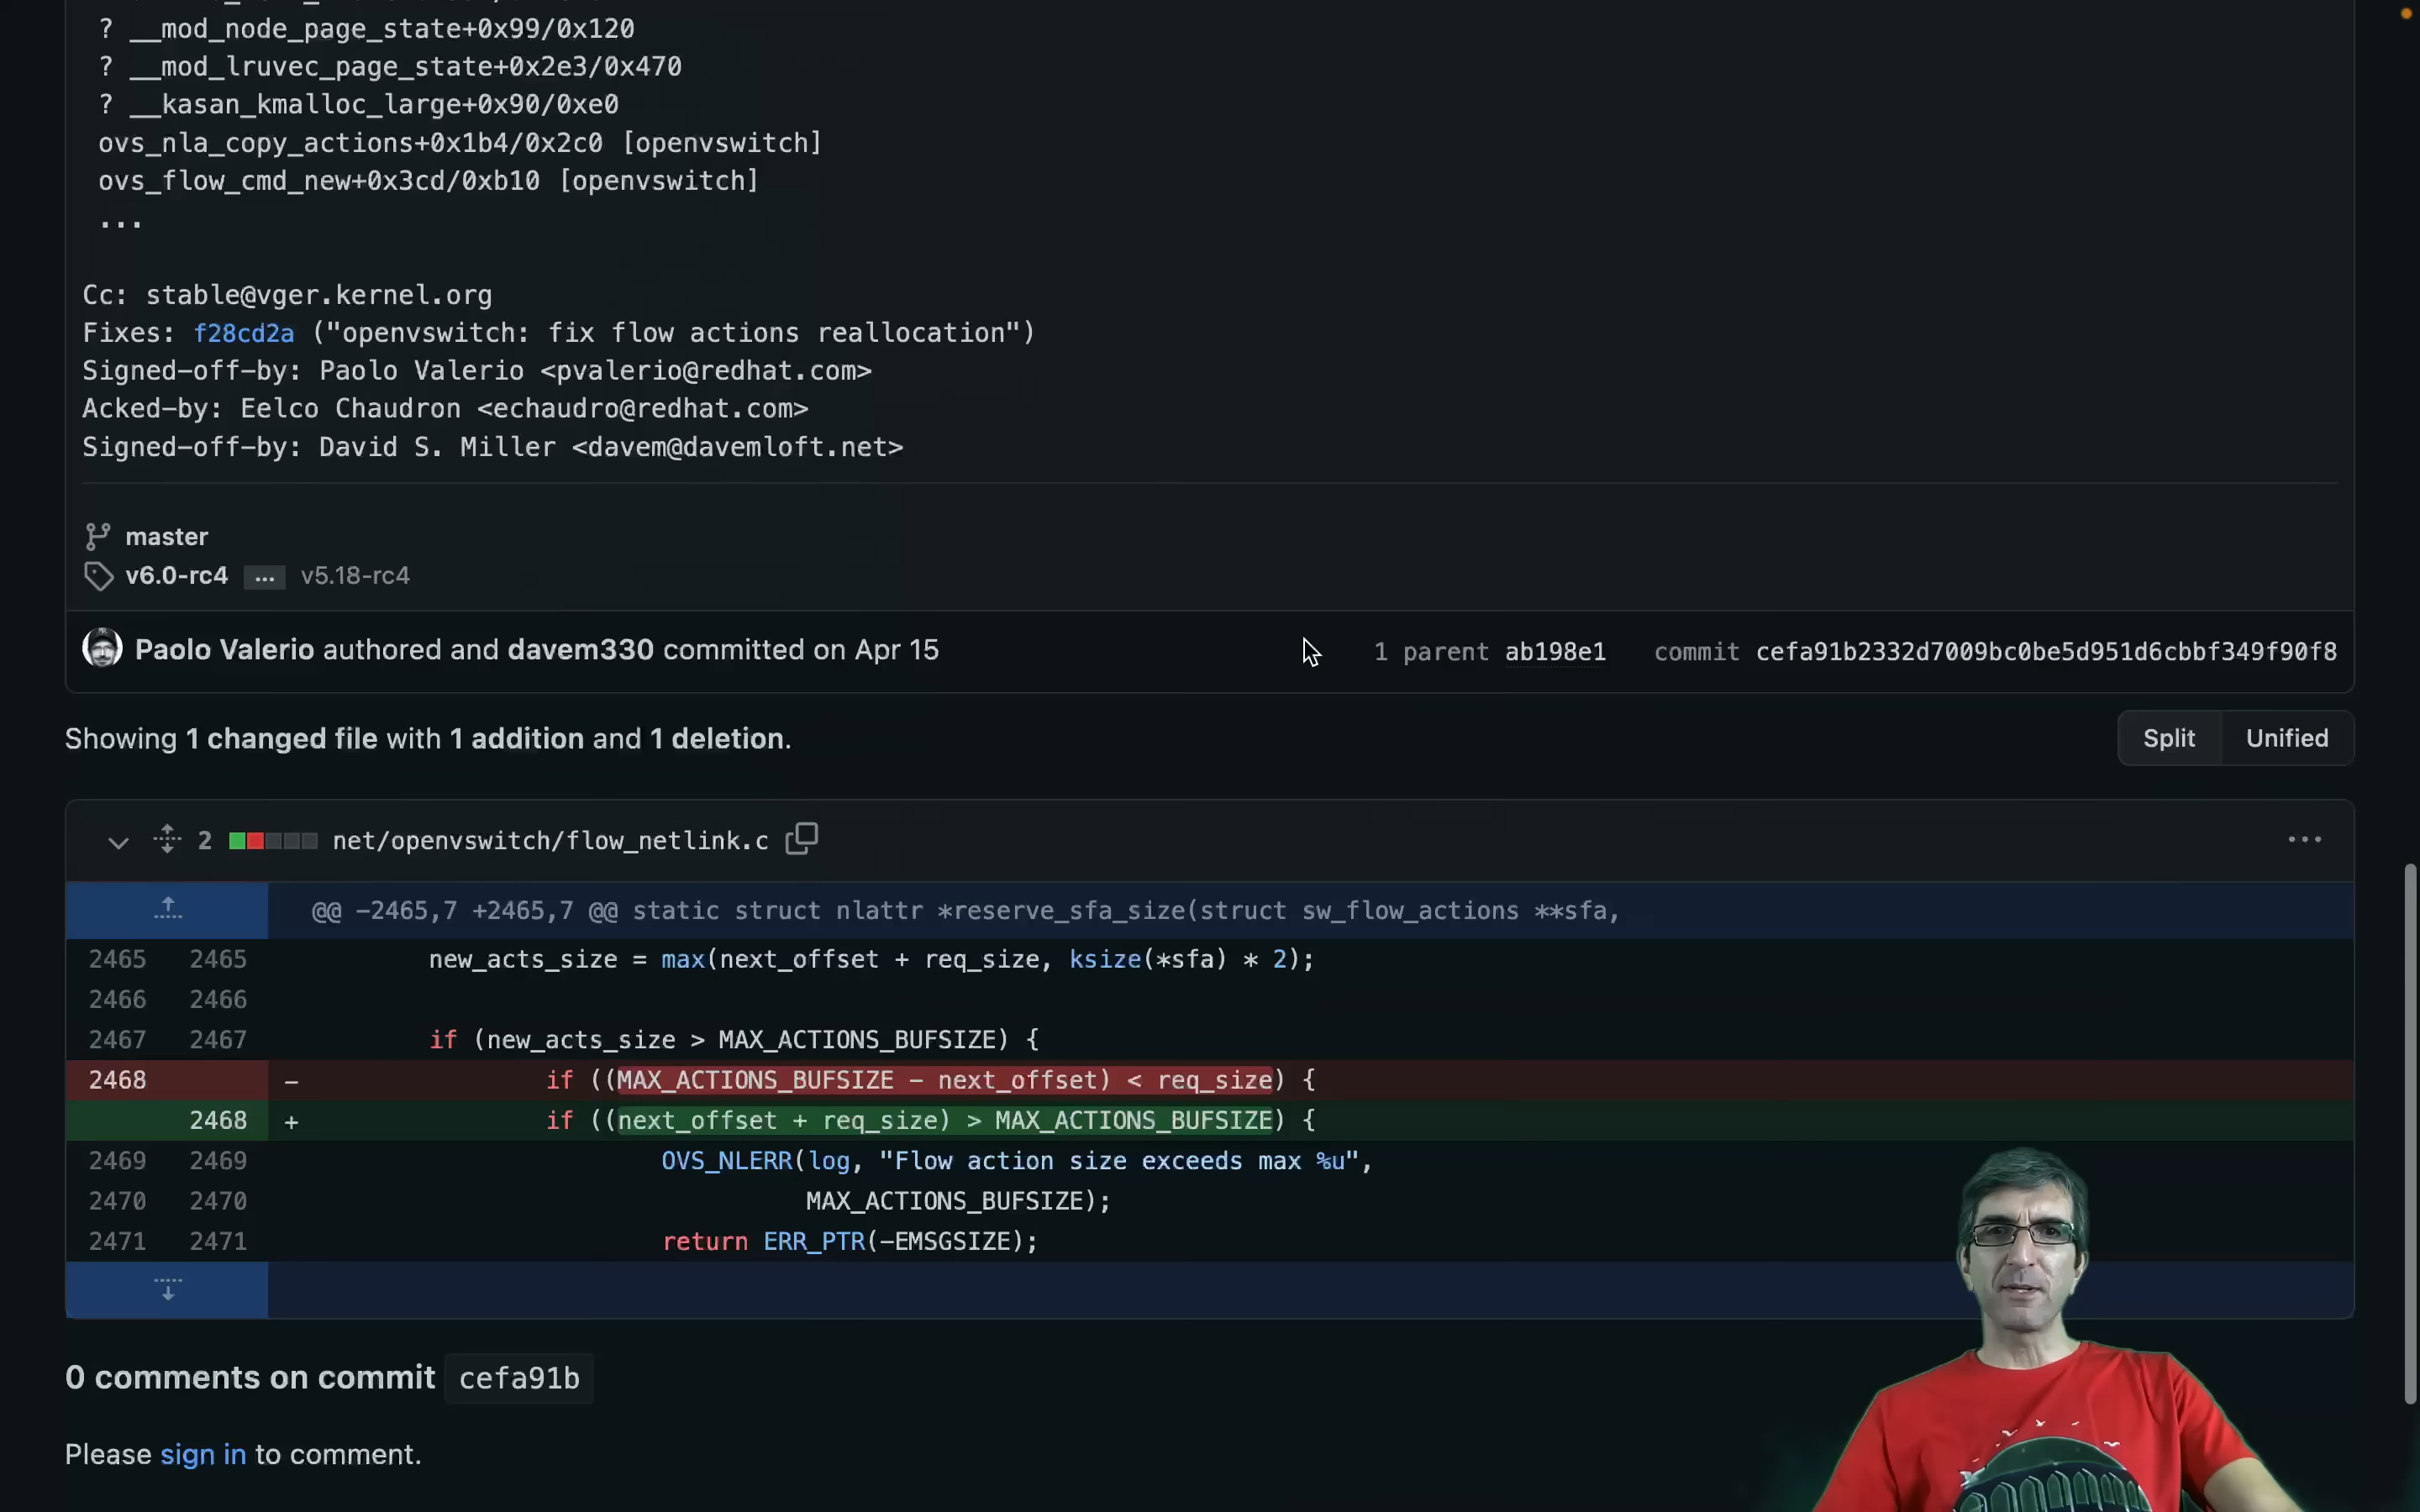 ? __mod_node_page_state+0x99/0x120
? __mod_lruvec_page_state+0x2e3/0x470
? __kasan_kmalloc_large+0x90/0xe0
ovs_nla_copy_actions+0x1b4/0x2c0 [openvswitch]
ovs_flow_cmd_new+0x3cd/0xb10 [openvswitch]
...
Cc: stable@vger.kernel.org
Fixes: f28cd2a ("openvswitch: fix flow actions reallocation")
Signed-off-by: Paolo Valerio <pvalerio@redhat.com>
Acked-by: Eelco Chaudron <echaudro@redhat.com>
Signed-off-by: David S. Miller <davem@davemloft.net>
master
v6.0-rc4 ... v5.18-rc4
Paolo Valerio authored and davem330 committed on Apr 15 1 parent ab198e1 commit cefa91b2332d7009bc0be5d951d6cbbf349f90f8
Showing 1 changed file with 1 addition and 1 deletion. Split Unified
2 net/openvswitch/flow_netlink.c
@@ -2465,7 +2465,7 @@ static struct nlattr *reserve_sfa_size(struct sw_flow_actions **sfa,
2465 2465 new_acts_size = max(next_offset + req_size, ksize(*sfa) * 2);
2466 2466
2467 2467 if (new_acts_size > MAX_ACTIONS_BUFSIZE) {
2468 - if ((MAX_ACTIONS_BUFSIZE - next_offset) < req_size) {
2468 + if ((next_offset + req_size) > MAX_ACTIONS_BUFSIZE) {
2469 2469 OVS_NLERR(log, "Flow action size exceeds max %u",
2470 2470 MAX_ACTIONS_BUFSIZE);
2471 2471 return ERR_PTR(-EMSGSIZE);
0 comments on commit cefa91b
Please sign in to comment.